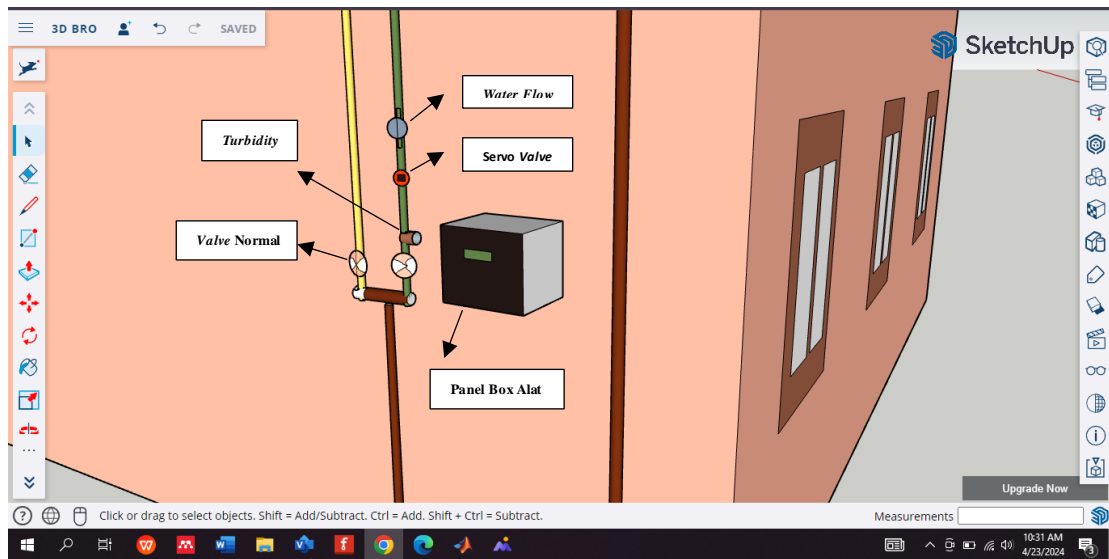 3D BRO
SAVED
SketchUp
Water Flow
Turbidity
Servo Valve
Valve Normal
Panel Box Alat
Upgrade Now
Click or drag to select objects. Shift = Add/Subtract. Ctrl = Add. Shift + Ctrl = Subtract.
Measurements
10:31 AM
4/23/2024
3